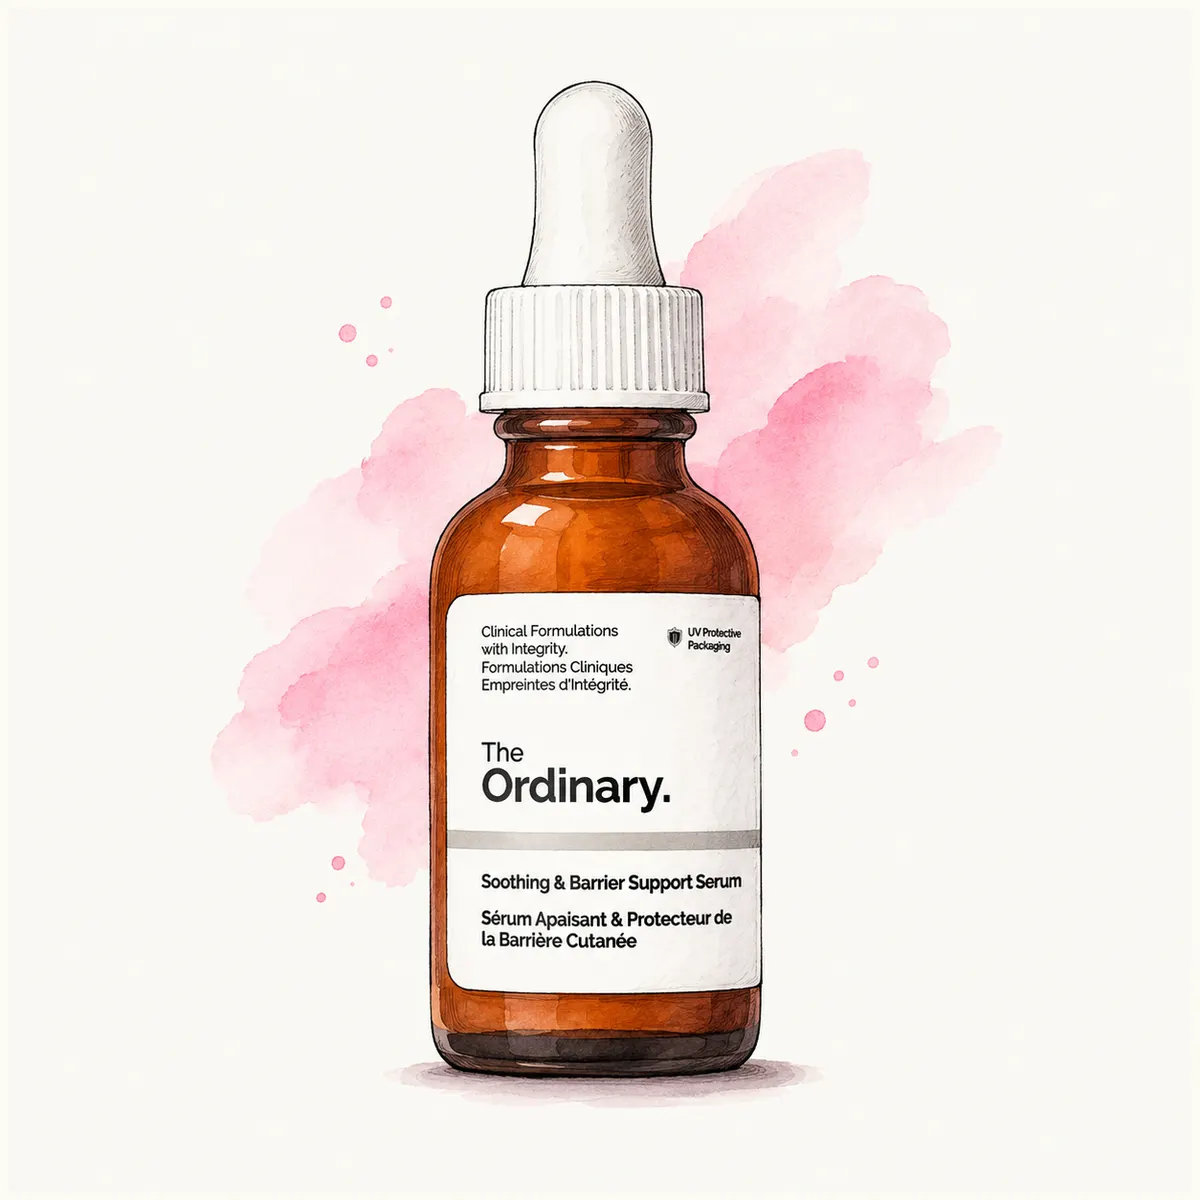 Clinical Formulations
with Integrity.
Formulations Cliniques
Empreintes d'Intégrité.
UV Protective
Packaging
The
Ordinary.
Soothing & Barrier Support Serum
Sérum Apaisant & Protecteur de
la Barrière Cutanée